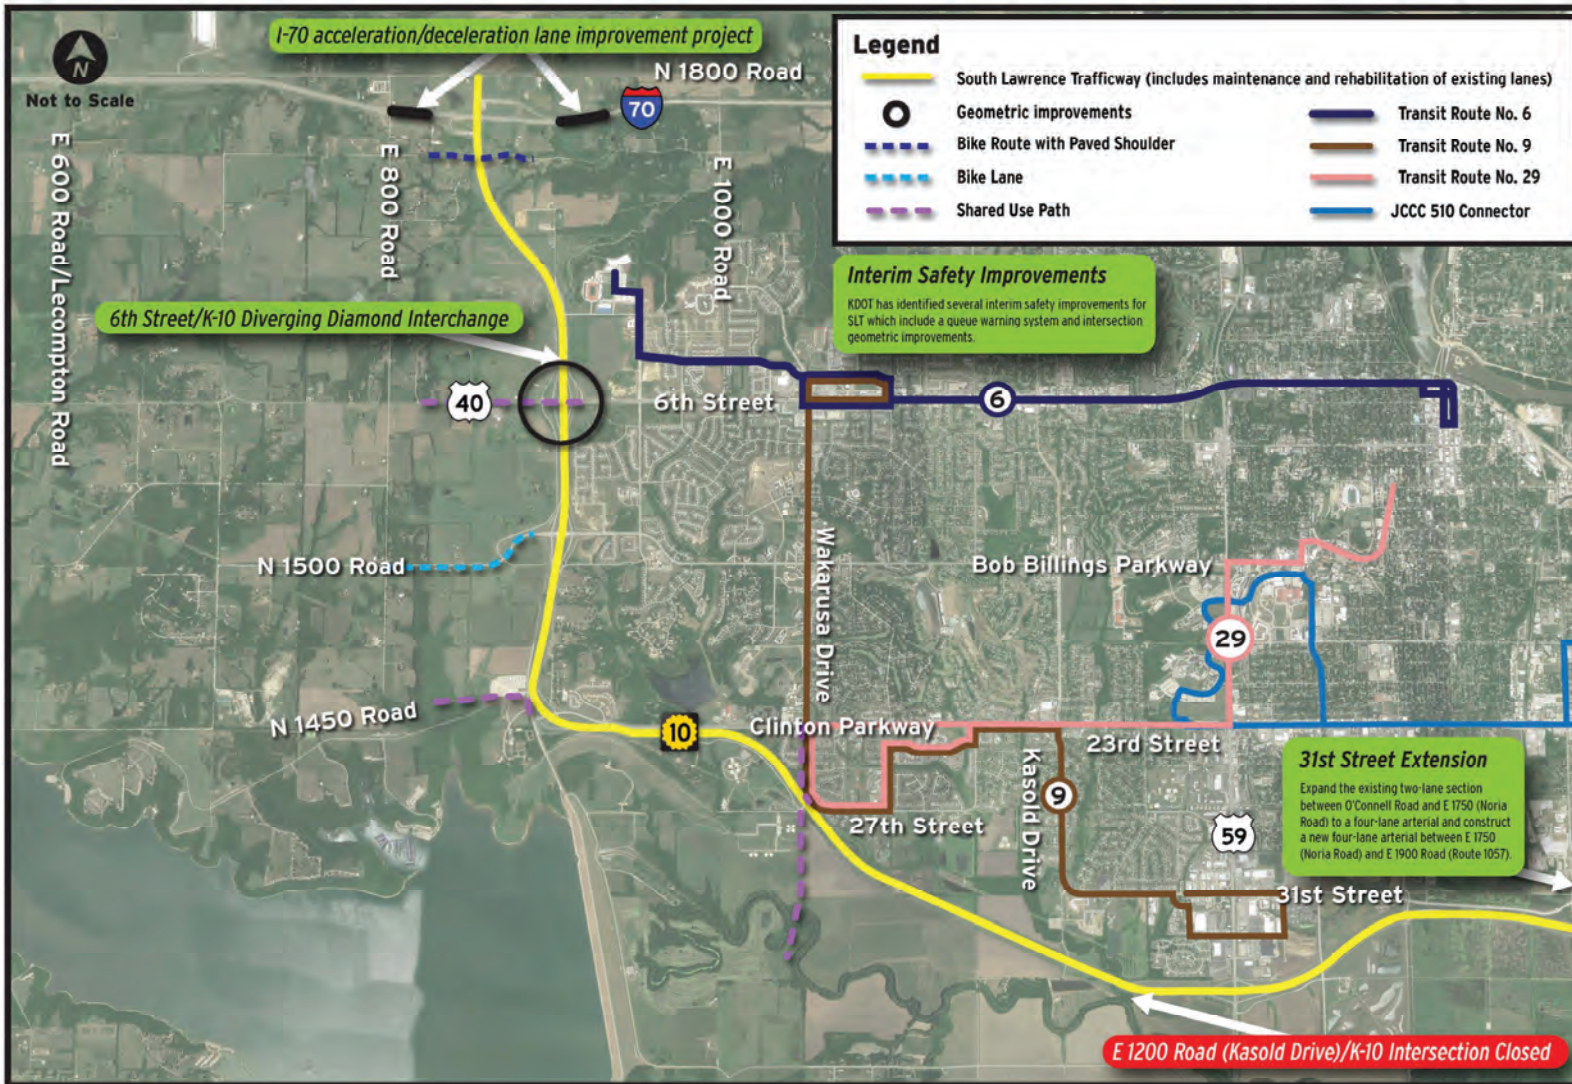 I-70 acceleration/deceleration lane improvement project
N
Not to Scale
N 1800 Road
70
Legend
South Lawrence Trafficway (includes maintenance and rehabilitation of existing lanes)
Geometric improvements
Bike Route with Paved Shoulder
Bike Lane
Shared Use Path
Transit Route No. 6
Transit Route No. 9
Transit Route No. 29
JCCC 510 Connector
E 600 Road/Lecompton Road
E 800 Road
E 1000 Road
Interim Safety Improvements
KDOT has identified several interim safety improvements for
SLT which include a queue warning system and intersection
geometric improvements.
6th Street/K-10 Diverging Diamond Interchange
40
6th Street
6
N 1500 Road
Wakarusa Drive
Bob Billings Parkway
29
N 1450 Road
10
Clinton Parkway
23rd Street
Kasold Drive
9
27th Street
59
31st Street Extension
Expand the existing two-lane section
between O'Connell Road and E 1750 (Noria
Road) to a four-lane arterial and construct
a new four-lane arterial between E 1750
(Noria Road) and E 1900 Road (Route 1057).
31st Street
E 1200 Road (Kasold Drive)/K-10 Intersection Closed